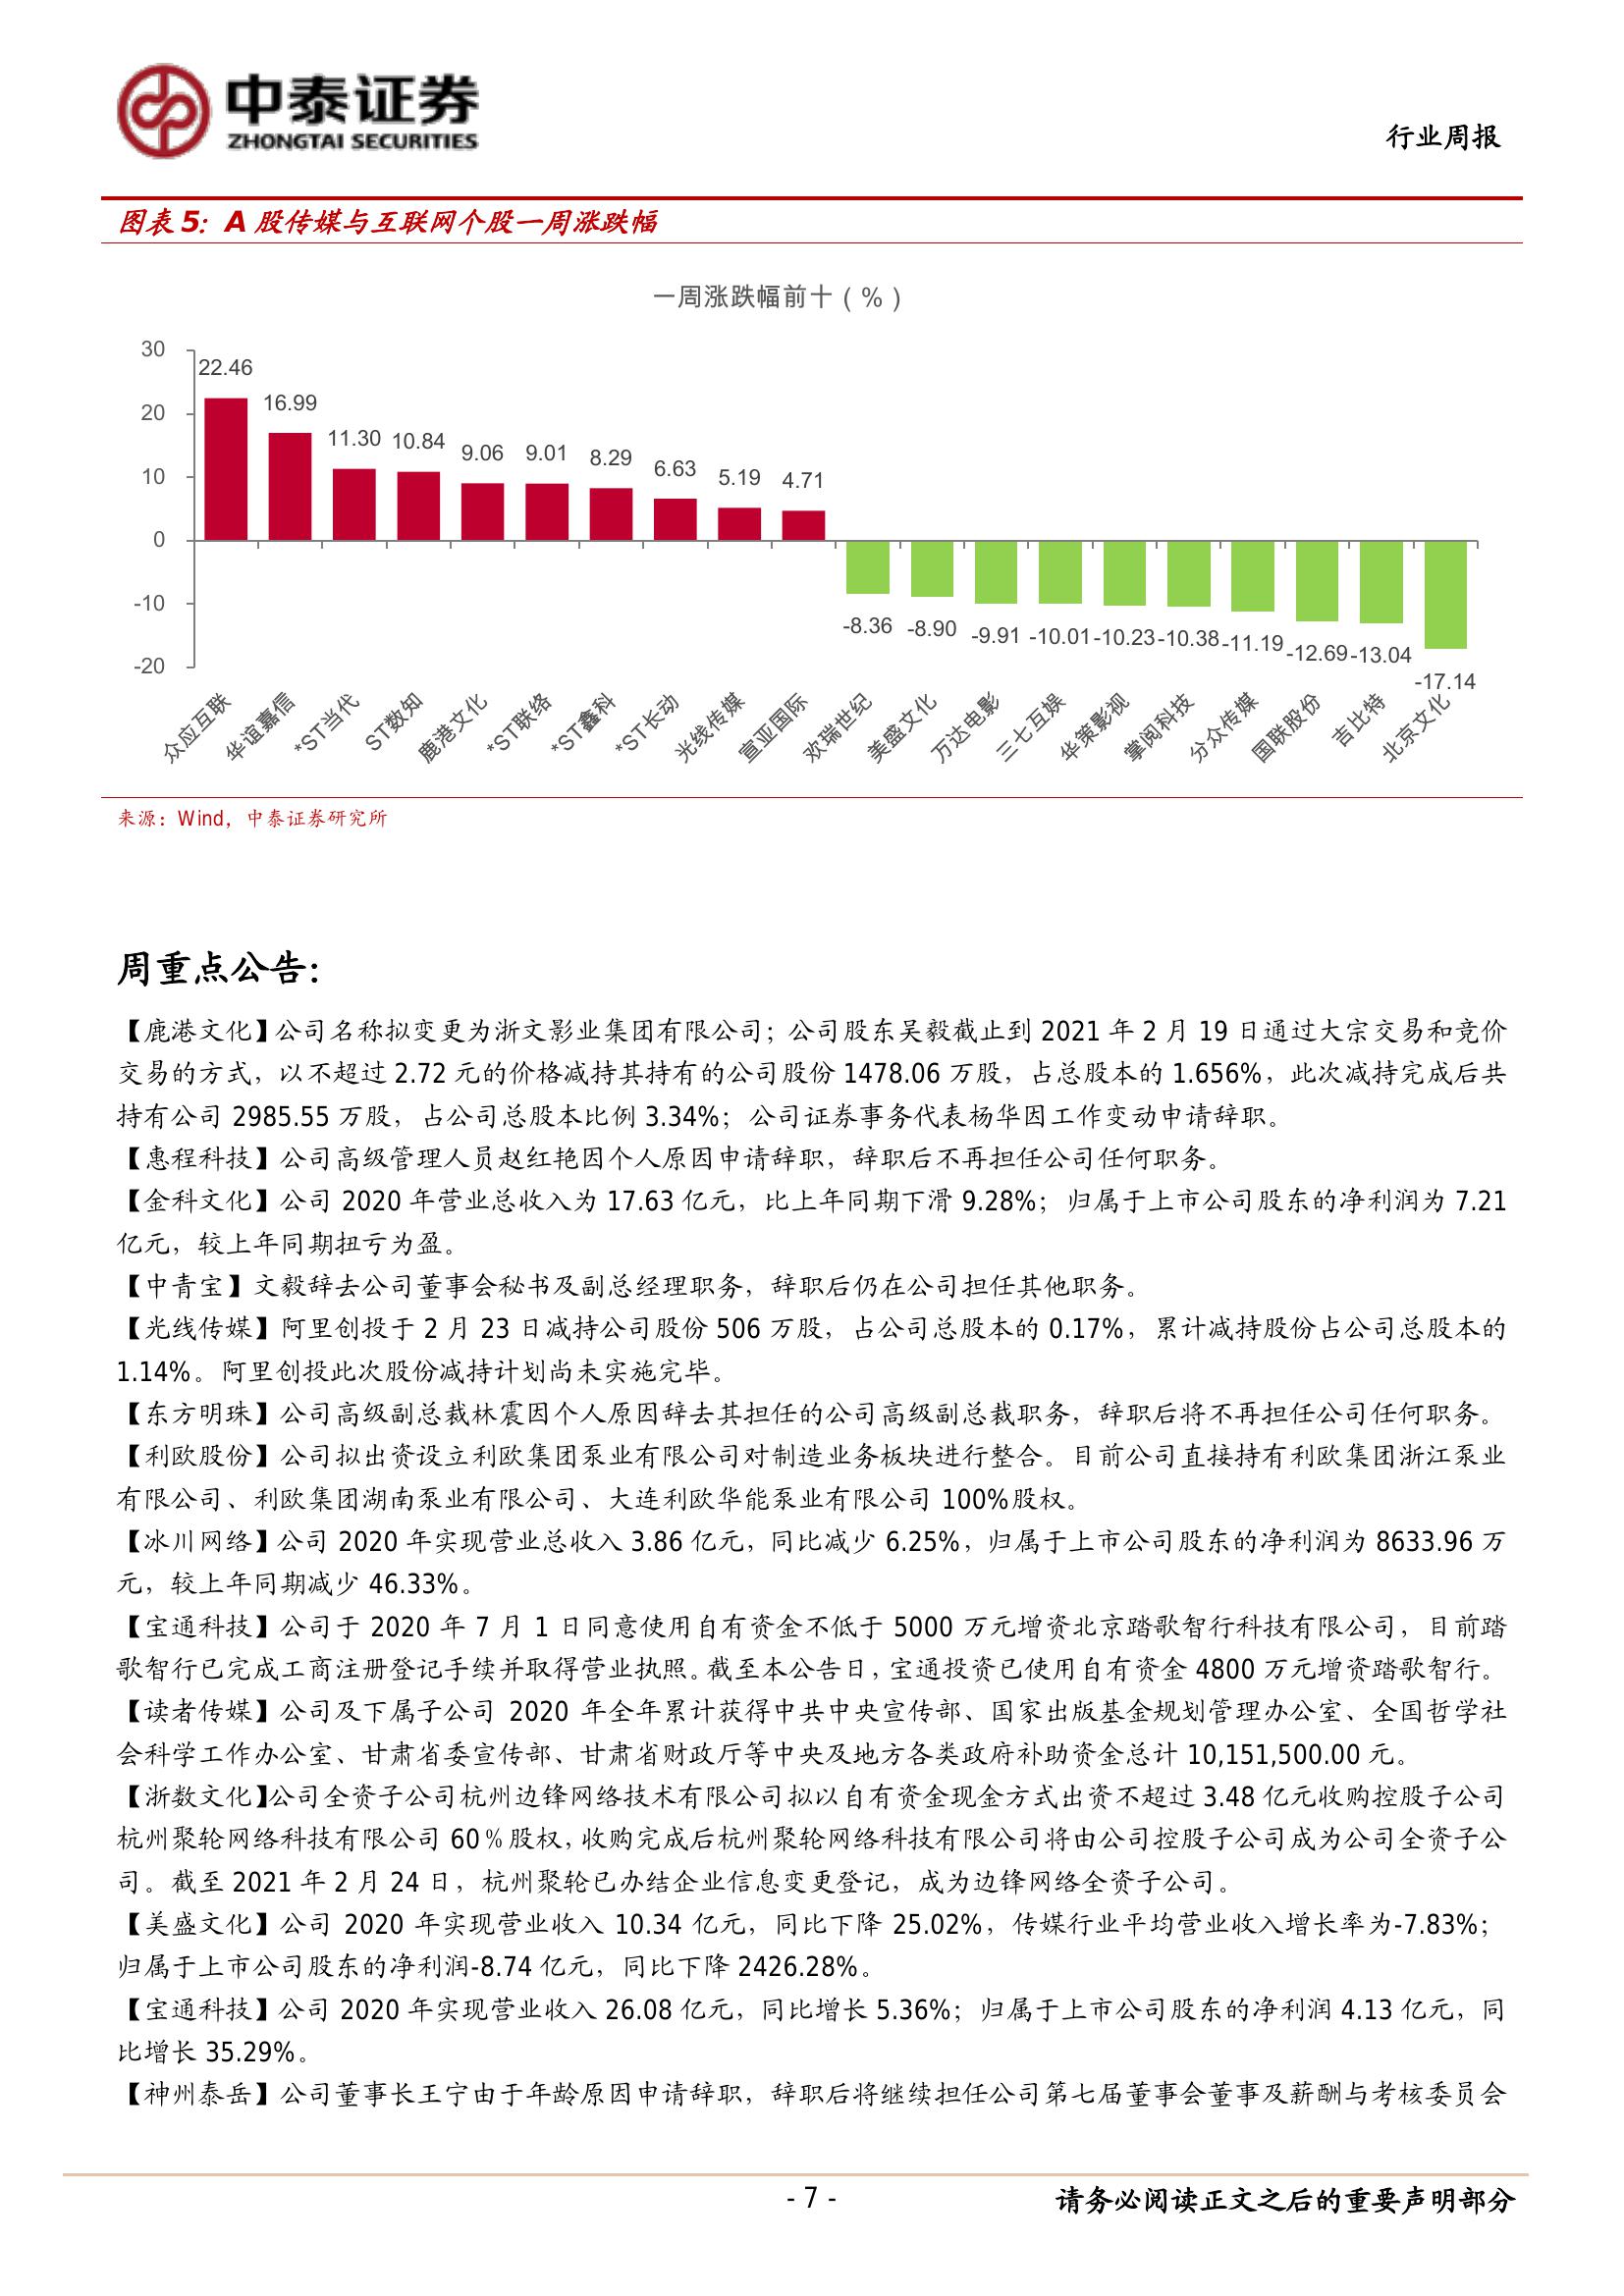 中泰证券
ZHONGTAI SECURITIES
行业周报
图表 5：A 股传媒与互联网个股一周涨跌幅
一周涨跌幅前十（%）
30
20
10
0
-10
-20
22.46
16.99
11.30
10.84
9.06
9.01
8.29
6.63
5.19
4.71
-8.36
-8.90
-9.91
-10.01
-10.23
-10.38
-11.19
-12.69
-13.04
-17.14
众应互联
华谊嘉信
*ST当代
ST数知
鹿港文化
*ST联络
*ST鑫科
*ST长动
光线传媒
宣亚国际
欢瑞世纪
美盛文化
万达电影
三七互娱
华策影视
掌阅科技
分众传媒
国联股份
吉比特
北京文化
来源：Wind，中泰证券研究所
周重点公告：
【鹿港文化】公司名称拟变更为浙文影业集团有限公司；公司股东吴毅截止到 2021 年 2 月 19 日通过大宗交易和竞价
交易的方式，以不超过 2.72 元的价格减持其持有的公司股份 1478.06 万股，占总股本的 1.656%，此次减持完成后共
持有公司 2985.55 万股，占公司总股本比例 3.34%；公司证券事务代表杨华因工作变动申请辞职。
【惠程科技】公司高级管理人员赵红艳因个人原因申请辞职，辞职后不再担任公司任何职务。
【金科文化】公司 2020 年营业总收入为 17.63 亿元，比上年同期下滑 9.28%；归属于上市公司股东的净利润为 7.21
亿元，较上年同期扭亏为盈。
【中青宝】文毅辞去公司董事会秘书及副总经理职务，辞职后仍在公司担任其他职务。
【光线传媒】阿里创投于 2 月 23 日减持公司股份 506 万股，占公司总股本的 0.17%，累计减持股份占公司总股本的
1.14%。阿里创投此次股份减持计划尚未实施完毕。
【东方明珠】公司高级副总裁林震因个人原因辞去其担任的公司高级副总裁职务，辞职后将不再担任公司任何职务。
【利欧股份】公司拟出资设立利欧集团泵业有限公司对制造业务板块进行整合。目前公司直接持有利欧集团浙江泵业
有限公司、利欧集团湖南泵业有限公司、大连利欧华能泵业有限公司 100%股权。
【冰川网络】公司 2020 年实现营业总收入 3.86 亿元，同比减少 6.25%，归属于上市公司股东的净利润为 8633.96 万
元，较上年同期减少 46.33%。
【宝通科技】公司于 2020 年 7 月 1 日同意使用自有资金不低于 5000 万元增资北京踏歌智行科技有限公司，目前踏
歌智行已完成工商注册登记手续并取得营业执照。截至本公告日，宝通投资已使用自有资金 4800 万元增资踏歌智行。
【读者传媒】公司及下属子公司 2020 年全年累计获得中共中央宣传部、国家出版基金规划管理办公室、全国哲学社
会科学工作办公室、甘肃省委宣传部、甘肃省财政厅等中央及地方各类政府补助资金总计 10,151,500.00 元。
【浙数文化】公司全资子公司杭州边锋网络技术有限公司拟以自有资金现金方式出资不超过 3.48 亿元收购控股子公司
杭州聚轮网络科技有限公司 60％股权，收购完成后杭州聚轮网络科技有限公司将由公司控股子公司成为公司全资子公
司。截至 2021 年 2 月 24 日，杭州聚轮已办结企业信息变更登记，成为边锋网络全资子公司。
【美盛文化】公司 2020 年实现营业收入 10.34 亿元，同比下降 25.02%，传媒行业平均营业收入增长率为-7.83%；
归属于上市公司股东的净利润-8.74 亿元，同比下降 2426.28%。
【宝通科技】公司 2020 年实现营业收入 26.08 亿元，同比增长 5.36%；归属于上市公司股东的净利润 4.13 亿元，同
比增长 35.29%。
【神州泰岳】公司董事长王宁由于年龄原因申请辞职，辞职后将继续担任公司第七届董事会董事及薪酬与考核委员会
- 7 -
请务必阅读正文之后的重要声明部分